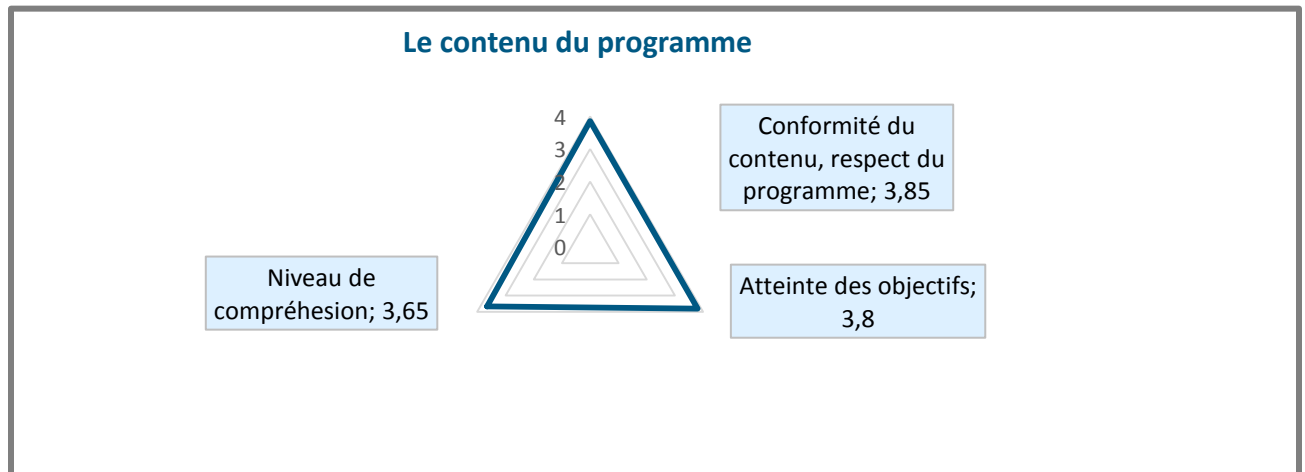 Le contenu du programme
4
3
2
1
0
Conformité du
contenu, respect du
programme; 3,85
Atteinte des objectifs;
3,8
Niveau de
compréhesion; 3,65